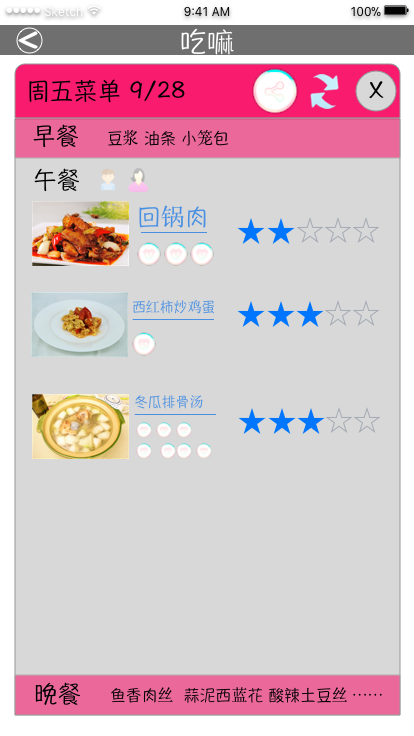 Sketch 9:41 AM 100%
吃嘛
周五菜单 9/28 X
早餐 豆浆 油条 小笼包
午餐
回锅肉
西红柿炒鸡蛋
冬瓜排骨汤
晚餐 鱼香肉丝 蒜泥西蓝花 酸辣土豆丝 ……